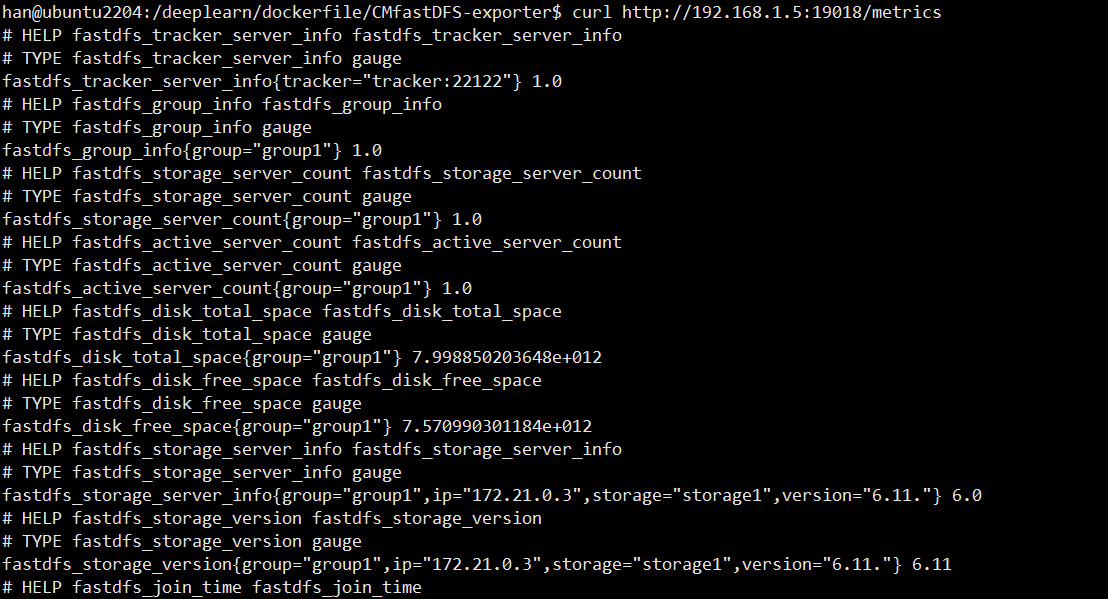 han@ubuntu2204:/deeplearn/dockerfile/CMfastDFS-exporter$ curl http://192.168.1.5:19018/metrics
# HELP fastdfs_tracker_server_info fastdfs_tracker_server_info
# TYPE fastdfs_tracker_server_info gauge
fastdfs_tracker_server_info{tracker="tracker:22122"} 1.0
# HELP fastdfs_group_info fastdfs_group_info
# TYPE fastdfs_group_info gauge
fastdfs_group_info{group="group1"} 1.0
# HELP fastdfs_storage_server_count fastdfs_storage_server_count
# TYPE fastdfs_storage_server_count gauge
fastdfs_storage_server_count{group="group1"} 1.0
# HELP fastdfs_active_server_count fastdfs_active_server_count
# TYPE fastdfs_active_server_count gauge
fastdfs_active_server_count{group="group1"} 1.0
# HELP fastdfs_disk_total_space fastdfs_disk_total_space
# TYPE fastdfs_disk_total_space gauge
fastdfs_disk_total_space{group="group1"} 7.998850203648e+012
# HELP fastdfs_disk_free_space fastdfs_disk_free_space
# TYPE fastdfs_disk_free_space gauge
fastdfs_disk_free_space{group="group1"} 7.570990301184e+012
# HELP fastdfs_storage_server_info fastdfs_storage_server_info
# TYPE fastdfs_storage_server_info gauge
fastdfs_storage_server_info{group="group1",ip="172.21.0.3",storage="storage1",version="6.11."} 6.0
# HELP fastdfs_storage_version fastdfs_storage_version
# TYPE fastdfs_storage_version gauge
fastdfs_storage_version{group="group1",ip="172.21.0.3",storage="storage1",version="6.11."} 6.11
# HELP fastdfs_join_time fastdfs_join_time